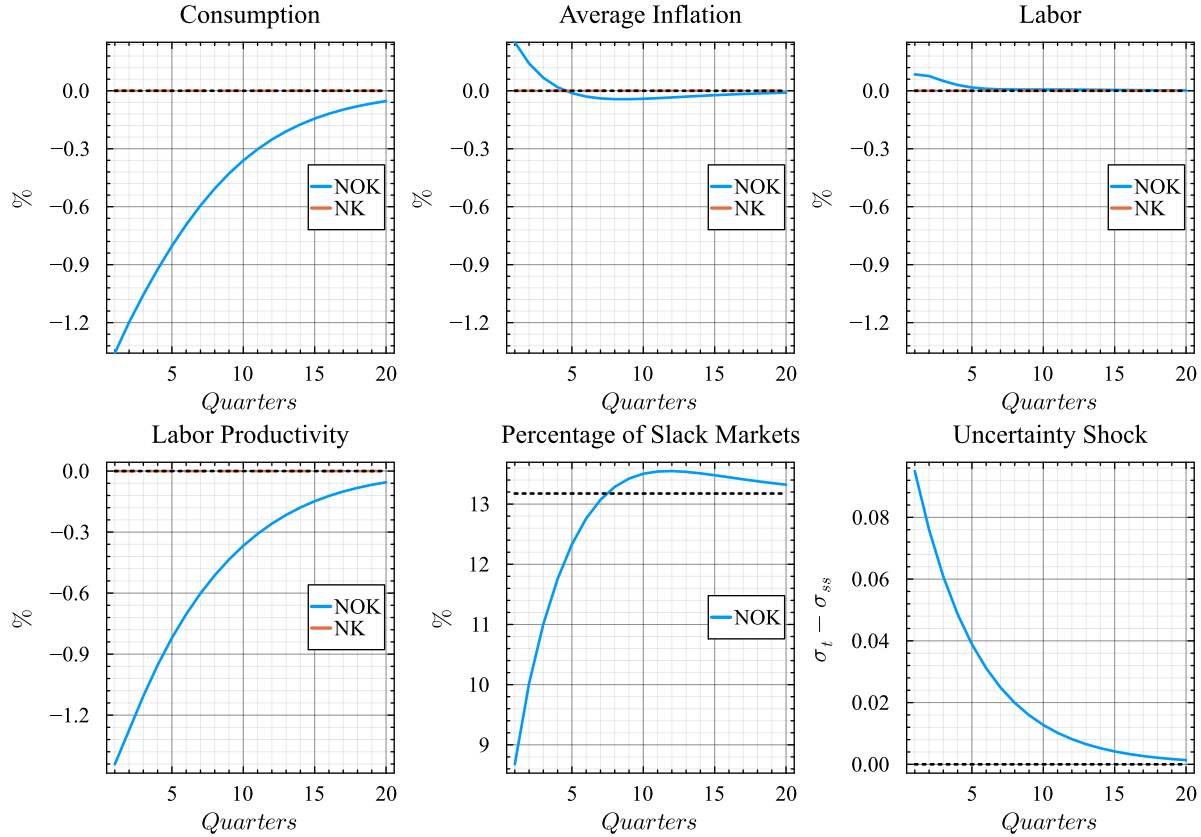 Consumption
0.0
−0.3
−0.6
−0.9
−1.2
%
NOK
NK
5 10 15 20
Quarters
Average Inflation
0.0
−0.3
−0.6
−0.9
−1.2
%
NOK
NK
5 10 15 20
Quarters
Labor
0.0
−0.3
−0.6
−0.9
−1.2
%
NOK
NK
5 10 15 20
Quarters
Labor Productivity
0.0
−0.3
−0.6
−0.9
−1.2
%
NOK
NK
5 10 15 20
Quarters
Percentage of Slack Markets
13
12
11
10
9
%
NOK
5 10 15 20
Quarters
Uncertainty Shock
0.08
0.06
0.04
0.02
0.00
σt − σss
5 10 15 20
Quarters